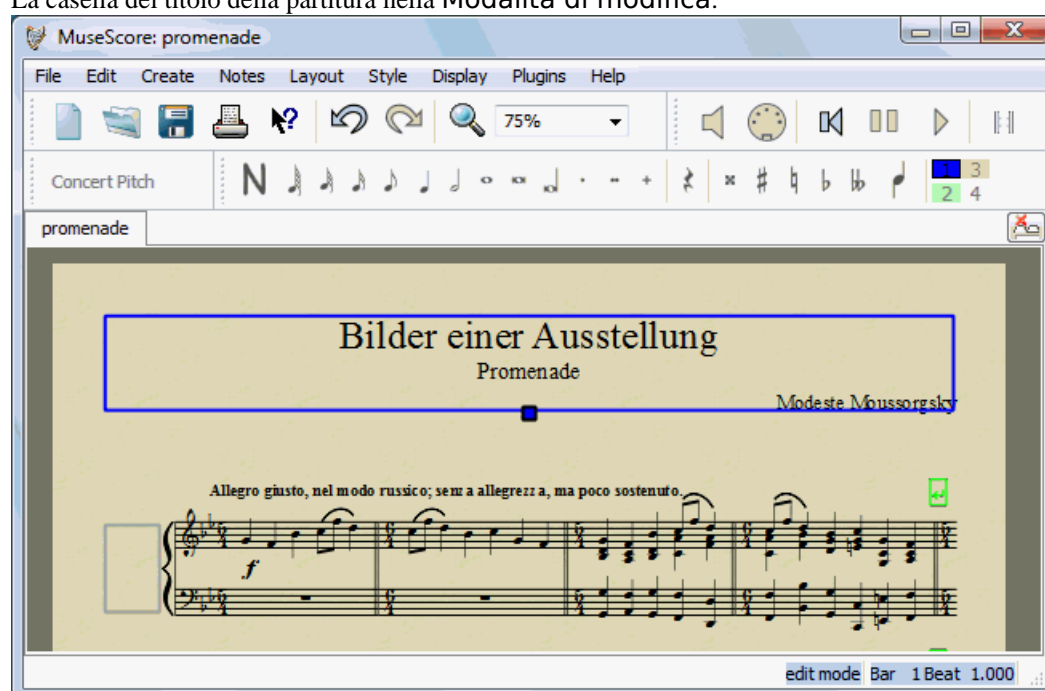 La casella del titolo della partitura nella Modalità di modifica.
MuseScore: promenade
File Edit Create Notes Layout Style Display Plugins Help
75%
Concert Pitch N 1 3
2 4
promenade
Bilder einer Ausstellung
Promenade
Modeste Moussorgsky
Allegro giusto, nel modo russico; senza allegrezza, ma poco sostenuto.
f
edit mode Bar 1 Beat 1.000